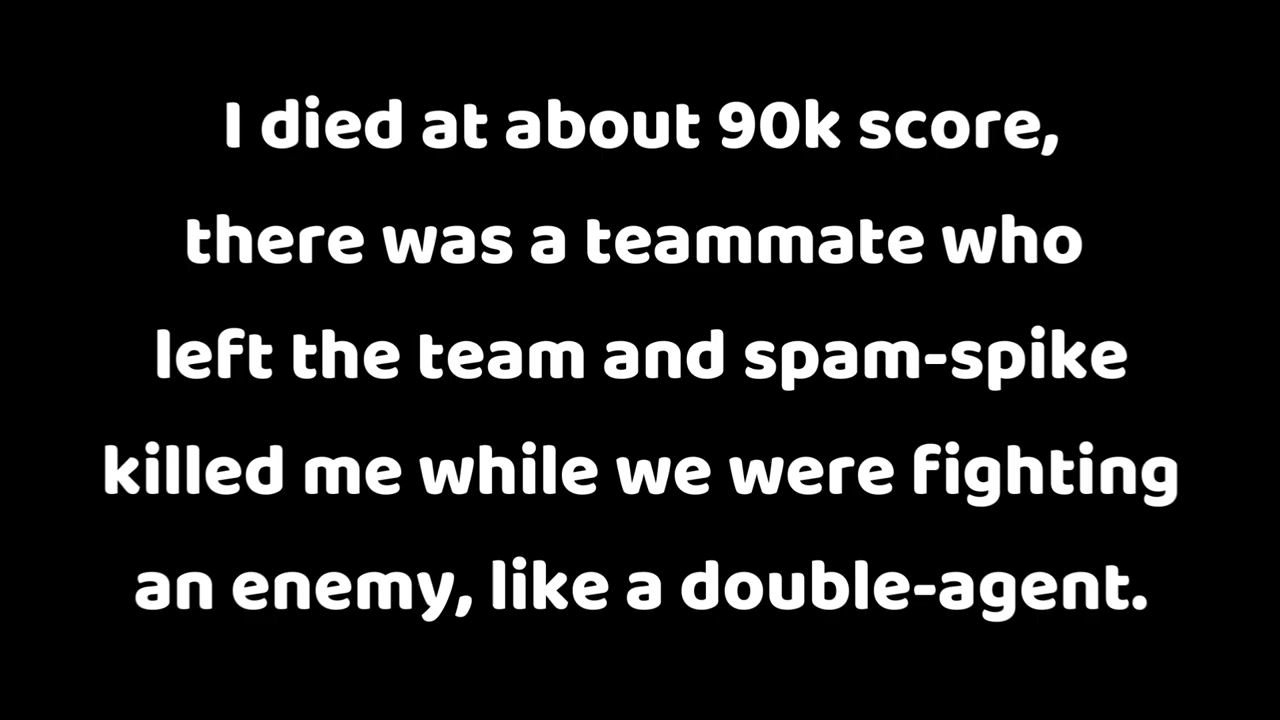 I died at about 90k score,
there was a teammate who
left the team and spam-spike
killed me while we were fighting
an enemy, like a double-agent.